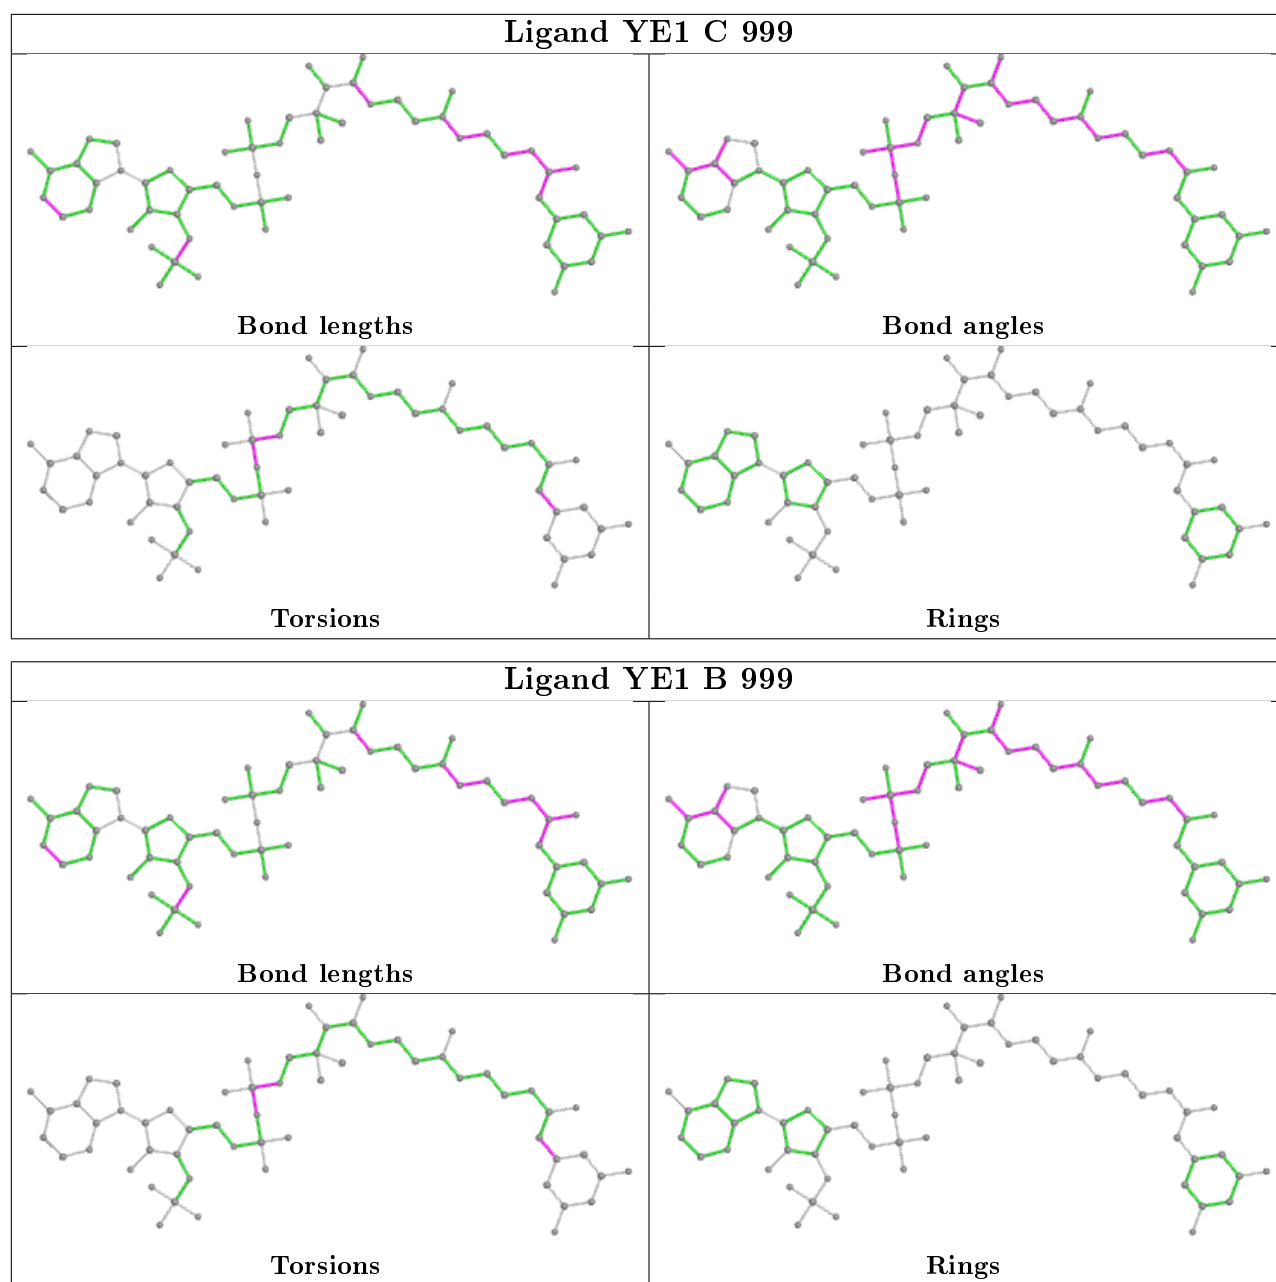 Ligand YE1 C 999
Bond lengths
Bond angles
Torsions
Rings
Ligand YE1 B 999
Bond lengths
Bond angles
Torsions
Rings